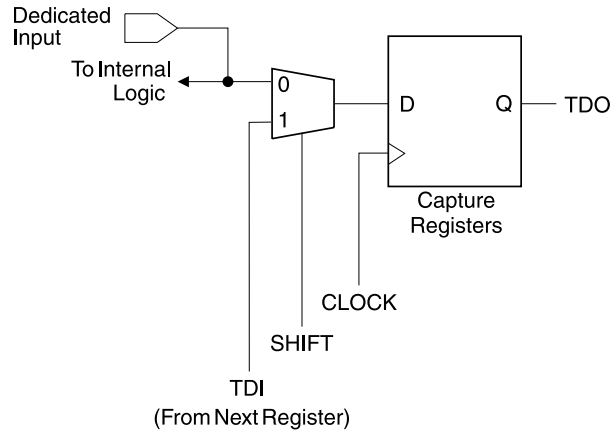 Dedicated
Input
To Internal
Logic
0
1
D
Q
TDO
Capture
Registers
CLOCK
SHIFT
TDI
(From Next Register)